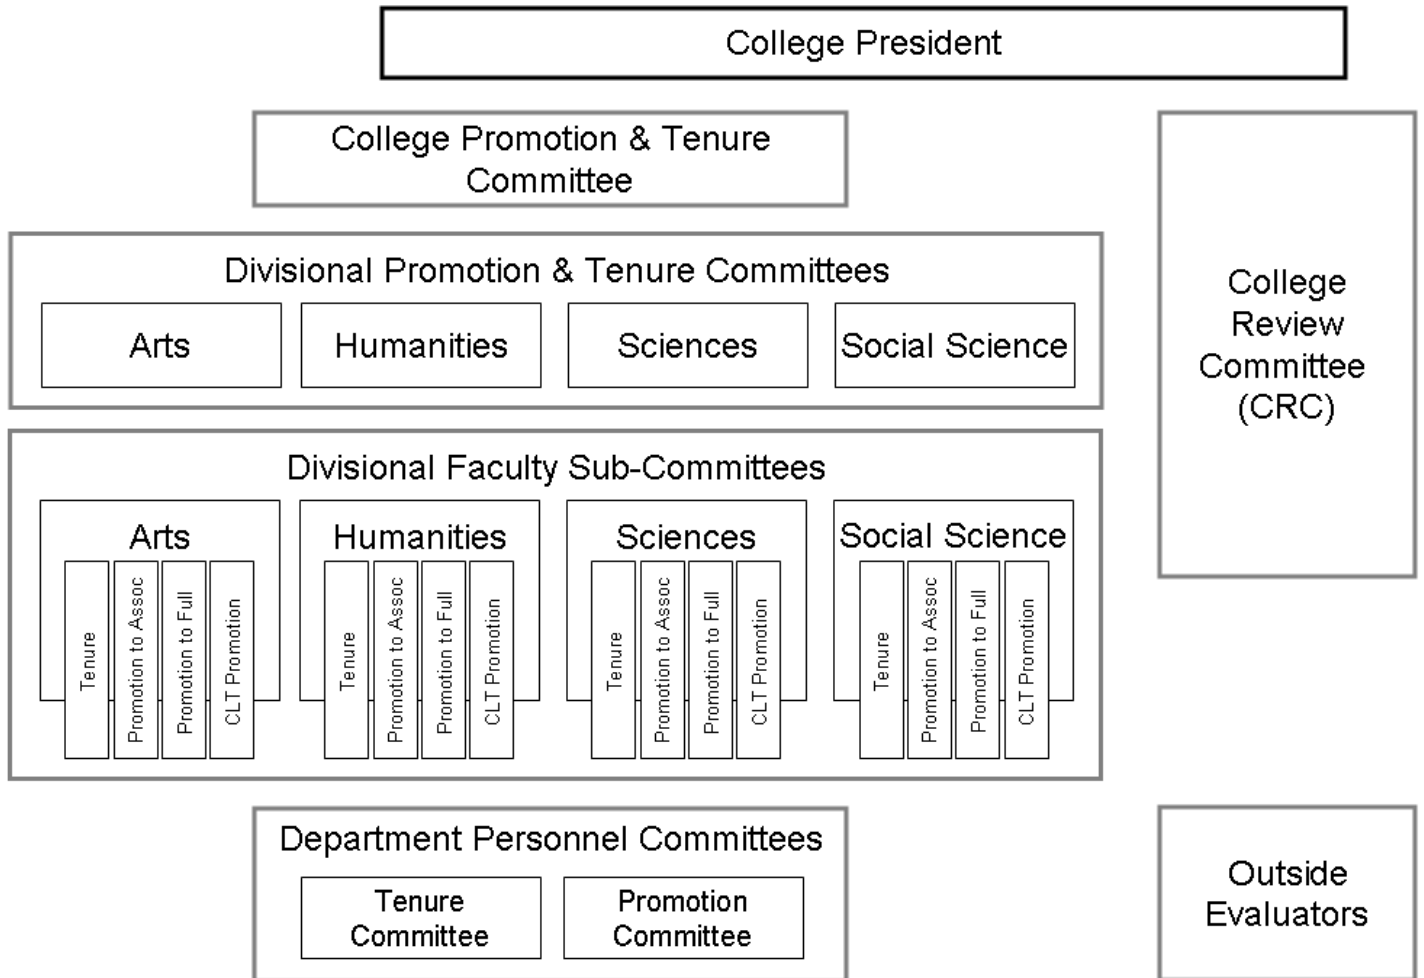 College President
College Promotion & Tenure
Committee
Divisional Promotion & Tenure Committees
Arts
Humanities
Sciences
Social Science
College
Review
Committee
(CRC)
Divisional Faculty Sub-Committees
Arts
Tenure
Promotion to Assoc
Promotion to Full
CLT Promotion
Humanities
Tenure
Promotion to Assoc
Promotion to Full
CLT Promotion
Sciences
Tenure
Promotion to Assoc
Promotion to Full
CLT Promotion
Social Science
Tenure
Promotion to Assoc
Promotion to Full
CLT Promotion
Department Personnel Committees
Tenure
Committee
Promotion
Committee
Outside
Evaluators